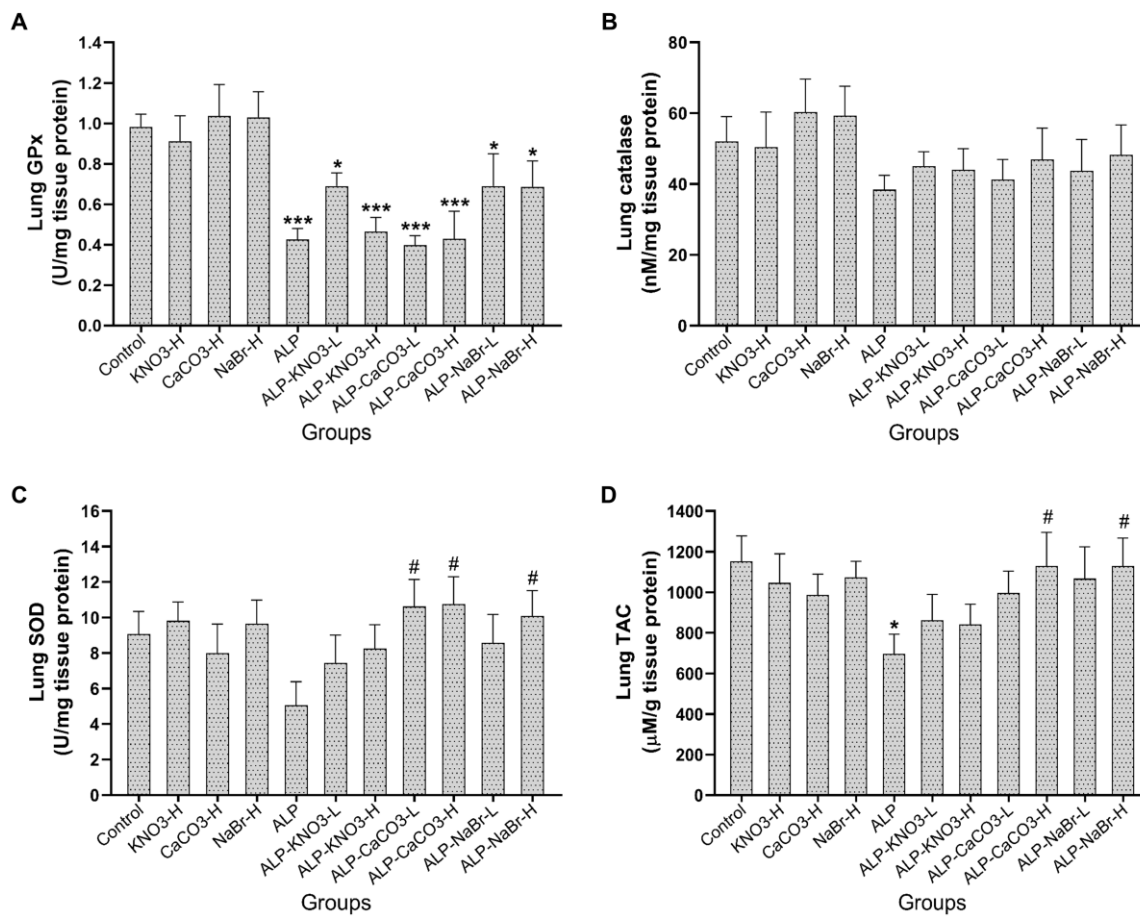 A
Lung GPx
(U/mg tissue protein)
1.4
1.2
1.0
0.8
0.6
0.4
0.2
0.0
***
*
***
***
***
*
*
Control
KNO3-H
CaCO3-H
NaBr-H
ALP
ALP-KNO3-L
ALP-KNO3-H
ALP-CaCO3-L
ALP-CaCO3-H
ALP-NaBr-L
ALP-NaBr-H
Groups
B
Lung catalase
(nM/mg tissue protein)
80
60
40
20
0
Control
KNO3-H
CaCO3-H
NaBr-H
ALP
ALP-KNO3-L
ALP-KNO3-H
ALP-CaCO3-L
ALP-CaCO3-H
ALP-NaBr-L
ALP-NaBr-H
Groups
C
Lung SOD
(U/mg tissue protein)
16
14
12
10
8
6
4
2
0
#
#
#
Control
KNO3-H
CaCO3-H
NaBr-H
ALP
ALP-KNO3-L
ALP-KNO3-H
ALP-CaCO3-L
ALP-CaCO3-H
ALP-NaBr-L
ALP-NaBr-H
Groups
D
Lung TAC
(μM/g tissue protein)
1400
1200
1000
800
600
400
200
0
*
#
#
Control
KNO3-H
CaCO3-H
NaBr-H
ALP
ALP-KNO3-L
ALP-KNO3-H
ALP-CaCO3-L
ALP-CaCO3-H
ALP-NaBr-L
ALP-NaBr-H
Groups